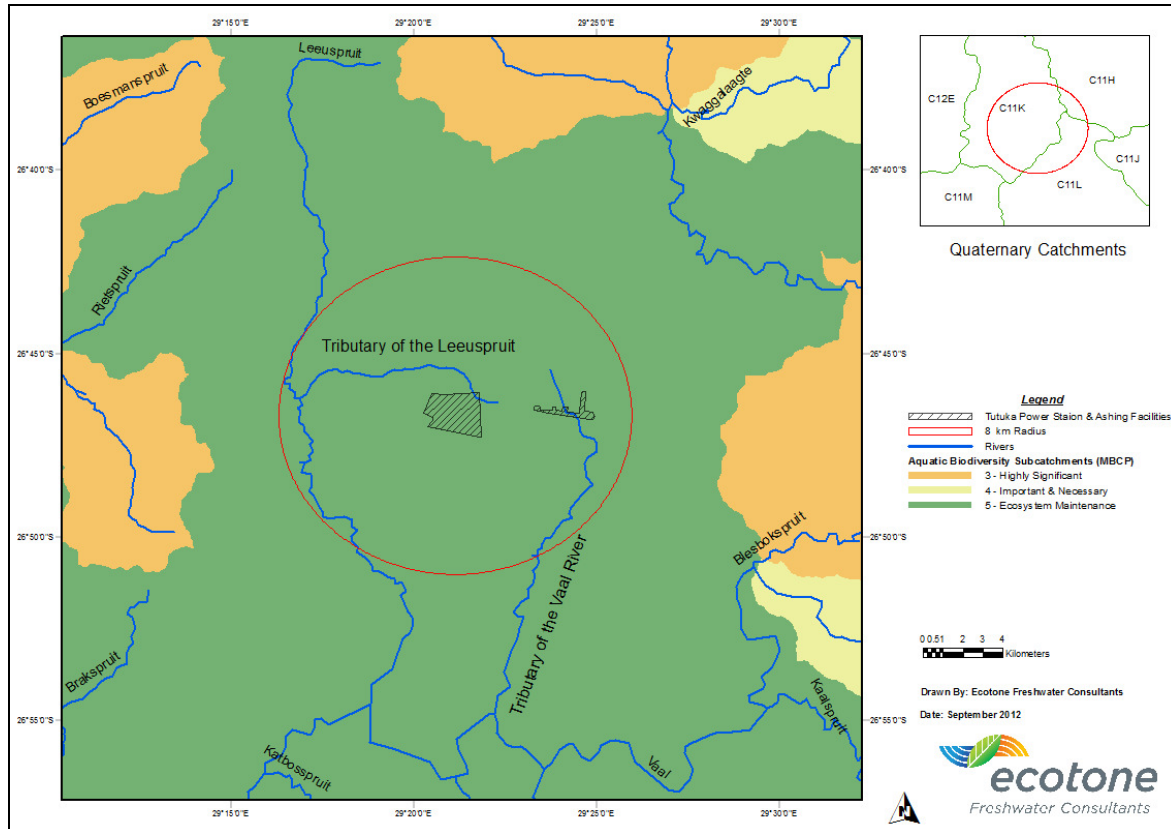 29°15'0"E
29°20'0"E
29°25'0"E
29°30'0"E
Leeuspruit
Boesmanspruit
Kwaggalaagte
26°40'0"S
26°40'0"S
Rietspruit
26°45'0"S
26°45'0"S
Tributary of the Leeuspruit
26°50'0"S
26°50'0"S
Blesbokspruit
Tributary of the Vaal River
Brakspruit
Kaalspruit
26°55'0"S
26°55'0"S
Katbosspruit
Vaal
29°15'0"E
29°20'0"E
29°25'0"E
29°30'0"E
C11H
C12E
C11K
C11J
C11L
C11M
Quaternary Catchments
Legend
Tutuka Power Staion & Ashing Facilities
8 km Radius
Rivers
Aquatic Biodiversity Subcatchments (MBCP)
3 - Highly Significant
4 - Important & Necessary
5 - Ecosystem Maintenance
0 0.51 2 3 4
Kilometers
Drawn By: Ecotone Freshwater Consultants
Date: September 2012
ecotone
Freshwater Consultants
N